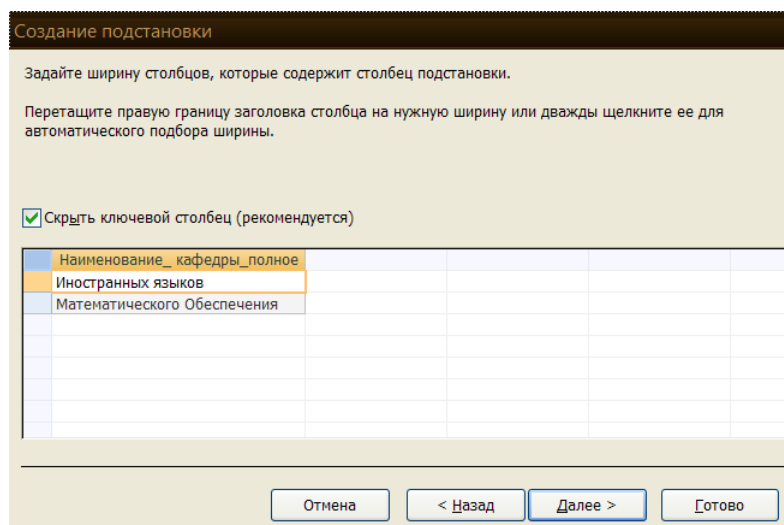 Создание подстановки
Задайте ширину столбцов, которые содержит столбец подстановки.
Перетащите правую границу заголовка столбца на нужную ширину или дважды щелкните ее для
автоматического подбора ширины.
Скрыть ключевой столбец (рекомендуется)
Наименование_ кафедры_полное
Иностранных языков
Математического Обеспечения
Отмена < Назад Далее > Готово